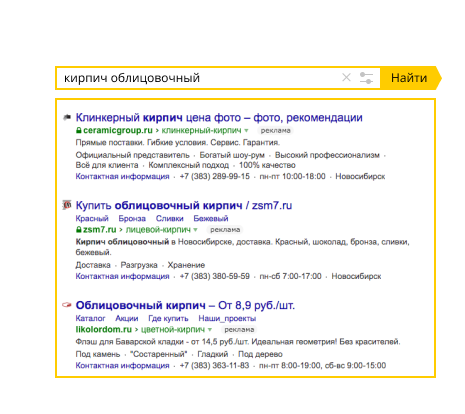 кирпич облицовочный
Найти
Клинкерный кирпич цена фото – фото, рекомендации
ceramicgroup.ru › клинкерный-кирпич реклама
Прямые поставки. Гибкие условия. Сервис. Гарантия.
Официальный представитель · Богатый шоу-рум · Высокий профессионализм ·
Всё для клиента · Комплексный подход · 100% качество
Контактная информация · +7 (383) 289-99-15 · пн-пт 10:00-18:00 · Новосибирск
Купить облицовочный кирпич / zsm7.ru
Красный Бронза Сливки Бежевый
zsm7.ru › лицевой-кирпич реклама
Кирпич облицовочный в Новосибирске, доставка. Красный, шоколад, бронза, сливки,
бежевый.
Доставка · Разгрузка · Хранение
Контактная информация · +7 (383) 380-59-59 · пн-сб 7:00-17:00 · Новосибирск
Облицовочный кирпич – От 8,9 руб./шт.
Каталог Акции Где купить Наши_проекты
likolordom.ru › цветной-кирпич реклама
Флэш для Баварской кладки - от 14,5 руб./шт. Идеальная геометрия! Без красителей.
Под камень · "Состаренный" · Гладкий · Под дерево
Контактная информация · +7 (383) 363-11-83 · пн-пт 8:00-19:00, сб-вс 9:00-15:00